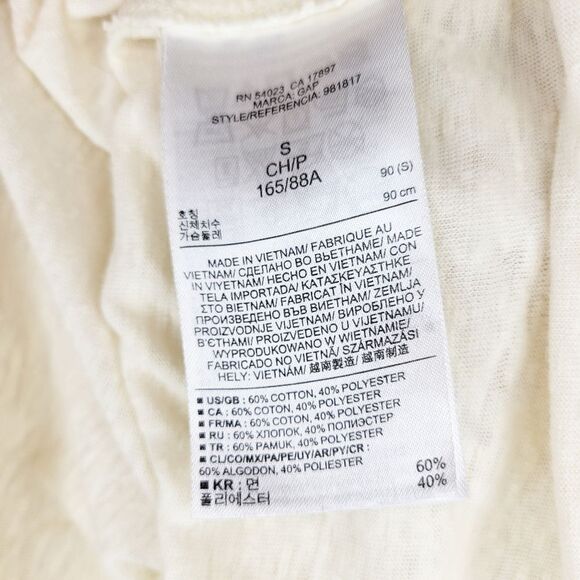 RN 54023 CA 17897
MARCA: GAP
STYLE/REFERENCIA: 981817
S
CH/P
165/88A
90 (S)
90 cm
호칭
신체치수
가슴둘레
MADE IN VIETNAM/ FABRIQUE AU
VIETNAM/ СДЕЛАНО ВО ВЬЕТНАМЕ/ MADE
IN VIYETNAM/ HECHO EN VIETNAM/ CON
TELA IMPORTADA/ ΚΑΤΑΣΚΕΥΑΣΤΗΚΕ
ΣΤΟ ΒΙΕΤΝΑΜ/ FABRICAT ÎN VIETNAM/
ПРОИЗВЕДЕНО ВЪВ ВИЕТНАМ/ ZEMLJA
PROIZVODNJE VIJETNAM/ ВИРОБЛЕНО У
В'ЄТНАМІ/ PROIZVEDENO U VIJETNAMU/
WYPRODUKOWANO W WIETNAMIE/
FABRICADO NO VIETNÃ/ SZÁRMAZÁSI
HELY: VIETNÁM/ 越南製造/ 越南制造
■ US/GB : 60% COTTON, 40% POLYESTER
■ CA : 60% COTON, 40% POLYESTER
■ FR/MA : 60% COTON, 40% POLYESTER
■ RU : 60% ХЛОПОК, 40% ПОЛИЭСТЕР
■ TR : 60% PAMUK, 40% POLYESTER
■ CL/CO/MX/PA/PE/UY/AR/PY/CR :
60% ALGODON, 40% POLIESTER
■ KR : 면 60%
폴리에스터 40%